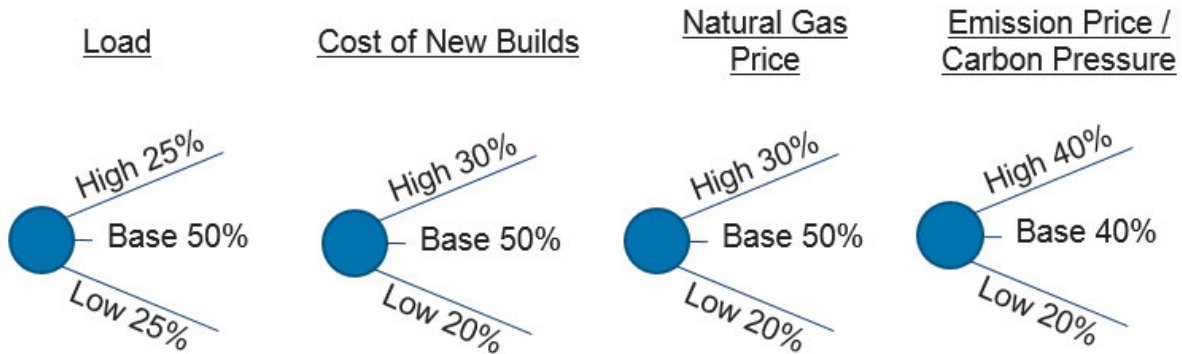 Load
Cost of New Builds
Natural Gas
Price
Emission Price /
Carbon Pressure
High 25%
Base 50%
Low 25%
High 30%
Base 50%
Low 20%
High 30%
Base 50%
Low 20%
High 40%
Base 40%
Low 20%